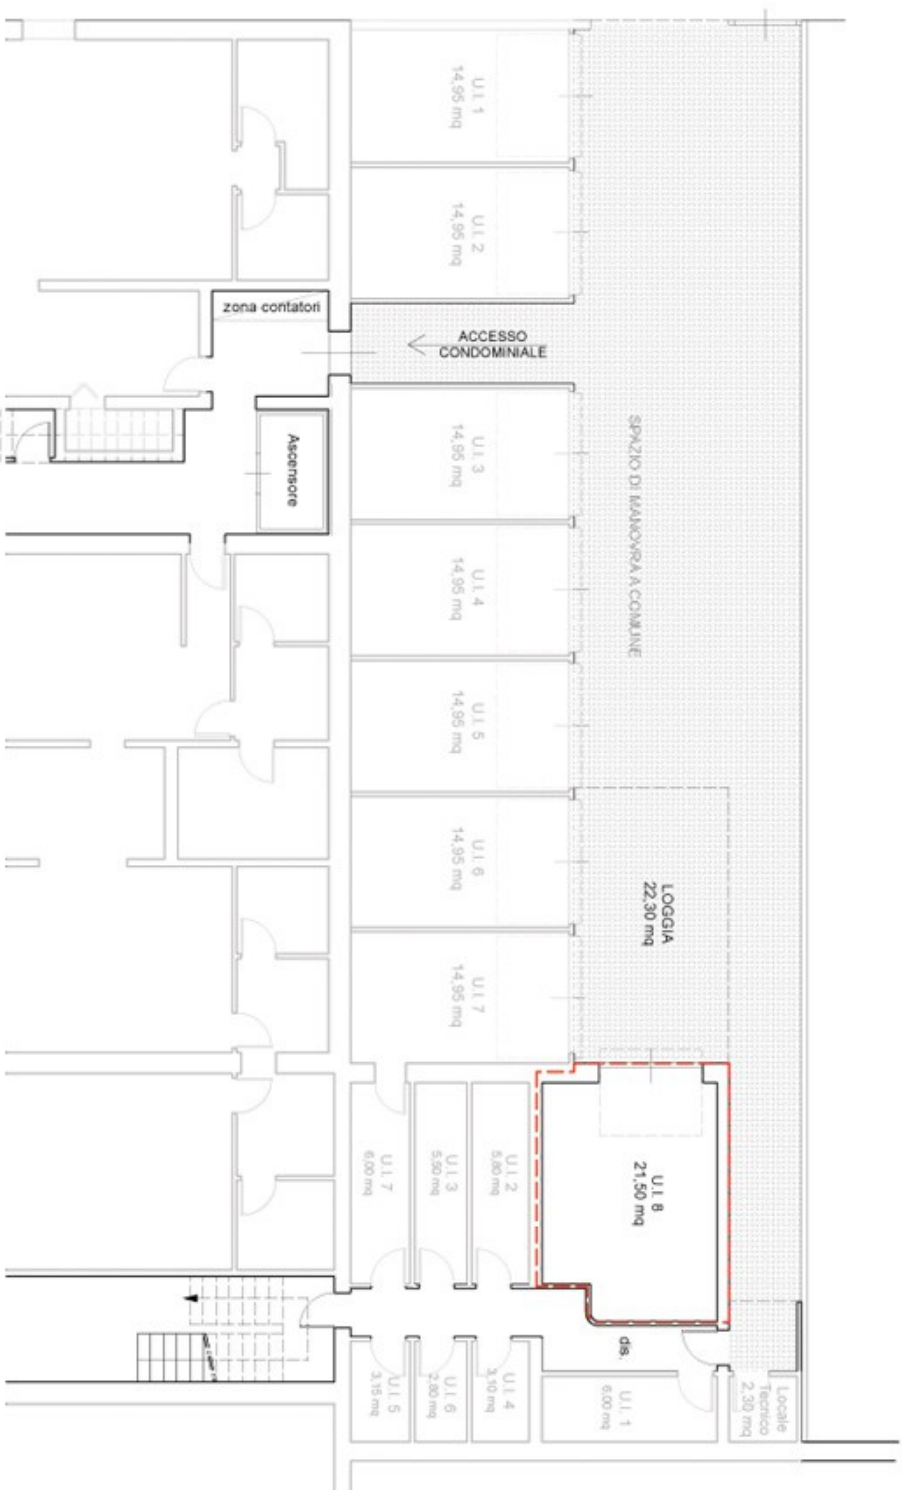 U.I. 1
14,95 mq
U.I. 2
14,95 mq
zona contatori
ACCESSO
CONDOMINIALE
Ascensore
U.I. 3
14,95 mq
SPAZIO DI MANOVRA A COMUNE
U.I. 4
14,95 mq
U.I. 5
14,95 mq
U.I. 6
14,95 mq
LOGGIA
22,30 mq
U.I. 7
14,95 mq
U.I. 7
6,00 mq
U.I. 3
5,50 mq
U.I. 2
5,80 mq
U.I. 8
21,50 mq
dis.
U.I. 5
3,15 mq
U.I. 6
2,80 mq
U.I. 4
3,10 mq
U.I. 1
6,00 mq
Locale
Tecnico
2,30 mq